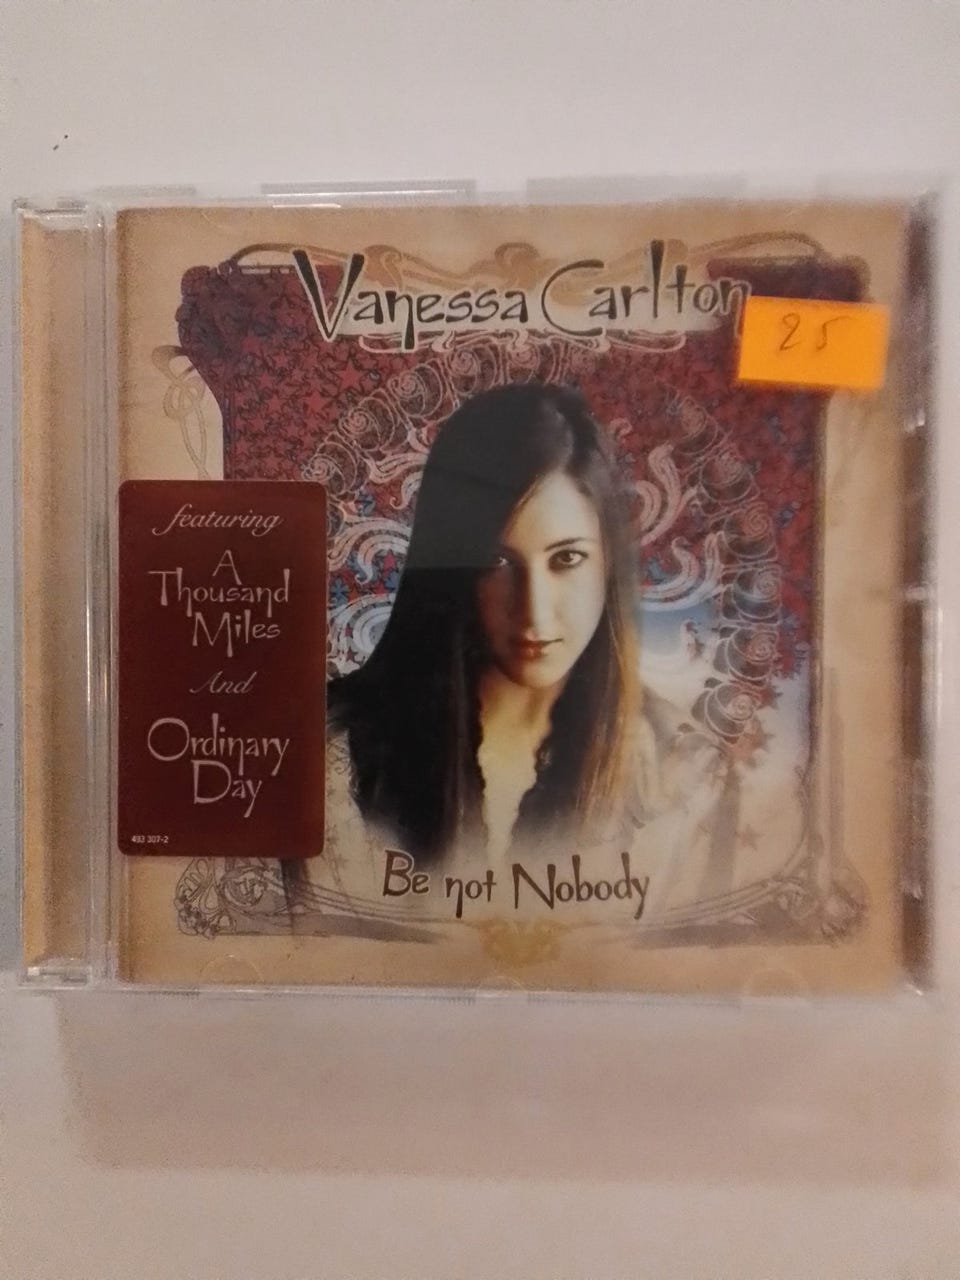 Vanessa Carlton
25
featuring
A
Thousand
Miles
And
Ordinary
Day
493 307-2
Be not Nobody